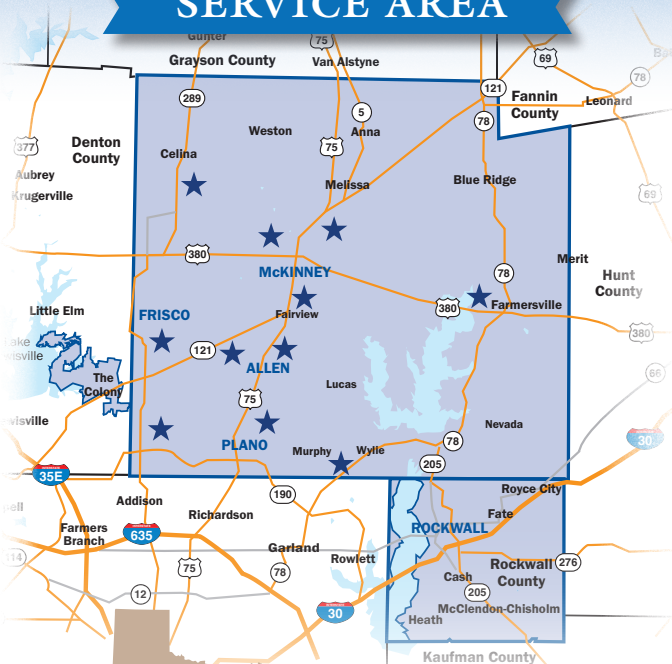 SERVICE AREA
Gunter
75
Grayson County
Van Alstyne
69
78
121
Fannin
County
Leonard
289
5
78
Weston
Anna
377
Denton
County
Celina
75
Aubrey
Krugerville
Melissa
Blue Ridge
69
380
Merit
McKINNEY
78
Hunt
County
Little Elm
FRISCO
Fairview
380
Farmersville
380
121
ALLEN
The
Colony
Lucas
66
75
Nevada
PLANO
78
Murphy
Wylie
30
205
35E
Royce City
190
Addison
Richardson
Fate
Farmers
Branch
635
ROCKWALL
Garland
Rowlett
Rockwall
County
276
114
75
78
Cash
12
205
30
McClendon-Chisholm
Heath
Kaufman County